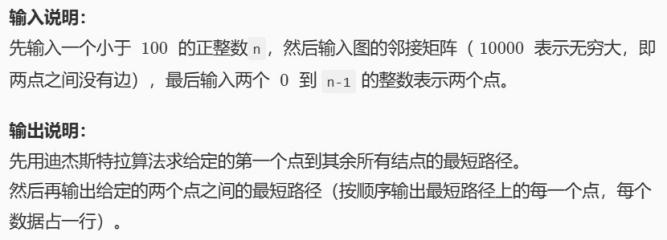 输入说明：
先输入一个小于 100 的正整数 n，然后输入图的邻接矩阵（10000 表示无穷大，即
两点之间没有边），最后输入两个 0 到 n-1 的整数表示两个点。
输出说明：
先用迪杰斯特拉算法求给定的第一个点到其余所有结点的最短路径。
然后再输出给定的两个点之间的最短路径（按顺序输出最短路径上的每一个点，每个
数据占一行）。